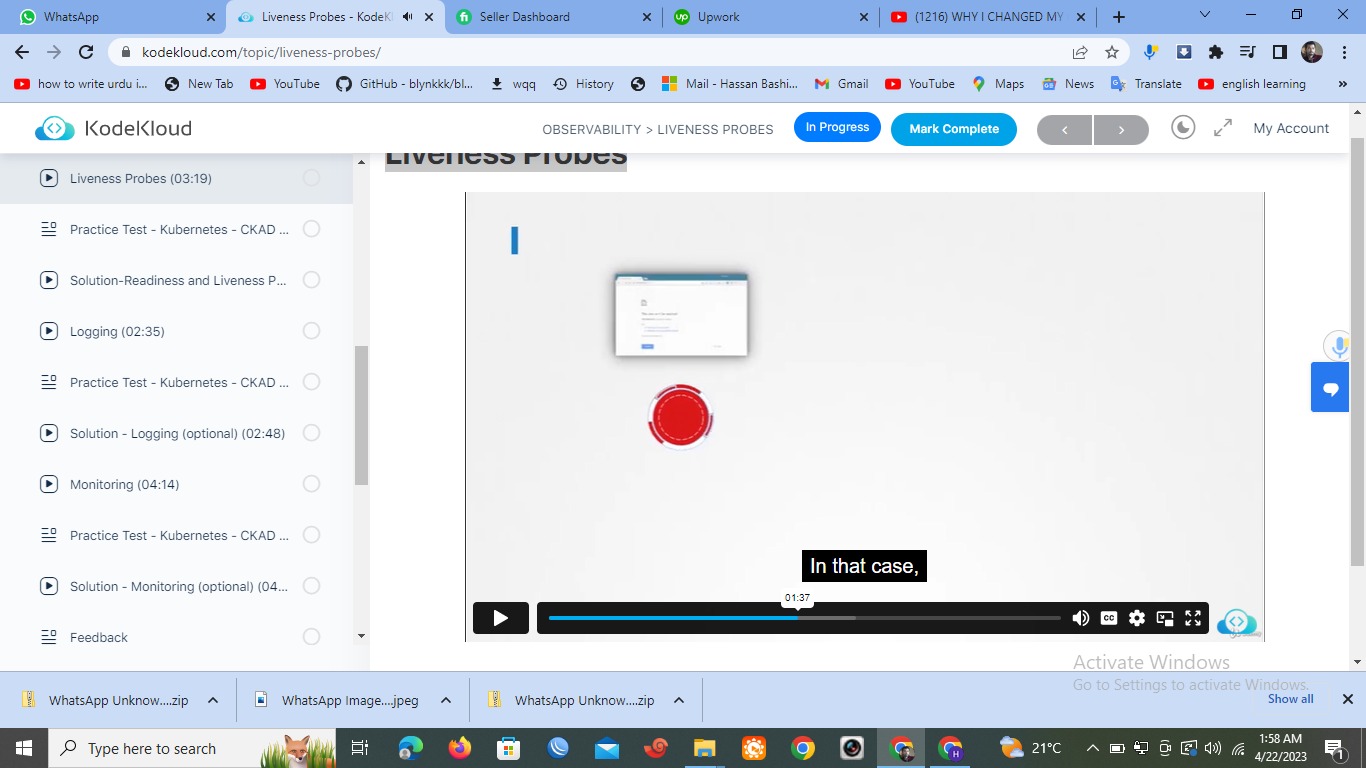 WhatsApp
Liveness Probes - KodeKl
Seller Dashboard
Upwork
(1216) WHY I CHANGED MY
kodekloud.com/topic/liveness-probes/
how to write urdu i...
New Tab
YouTube
GitHub - blynkkk/bl...
wqq
History
Mail - Hassan Bashi...
Gmail
YouTube
Maps
News
Translate
english learning
»
KodeKloud
OBSERVABILITY > LIVENESS PROBES
In Progress
Mark Complete
My Account
Liveness Probes
Liveness Probes (03:19)
Practice Test - Kubernetes - CKAD ...
Solution-Readiness and Liveness P...
Logging (02:35)
Practice Test - Kubernetes - CKAD ...
Solution - Logging (optional) (02:48)
Monitoring (04:14)
Practice Test - Kubernetes - CKAD ...
Solution - Monitoring (optional) (04...
Feedback
In that case,
01:37
CC
Activate Windows
Go to Settings to activate Windows.
WhatsApp Unknow....zip
WhatsApp Image....jpeg
WhatsApp Unknow....zip
Show all
Type here to search
21°C
1:58 AM
4/22/2023
1